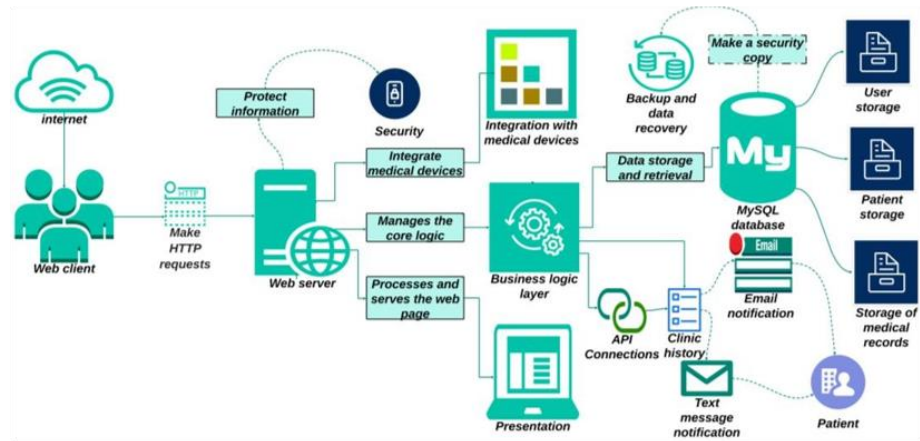 internet
Web client
HTTP
Make
HTTP
requests
Protect
information
Security
Web server
Integrate
medical devices
Manages the
core logic
Processes and
serves the web
page
Integration with
medical devices
Business logic
layer
Presentation
Backup and
data
recovery
Make a security
copy
Data storage
and retrieval
My
MySQL
database
Email
Email
notification
API
Connections
Clinic
history
Text
message
notification
Patient
User
storage
Patient
storage
Storage of
medical
records